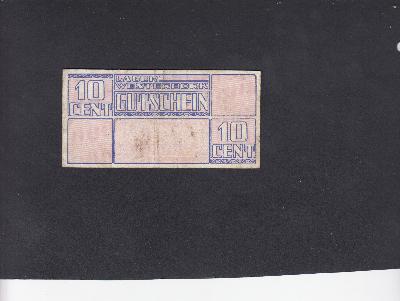 10
CENT
LAGER
WESTERBORK
GUTSCHEIN
10
CENT